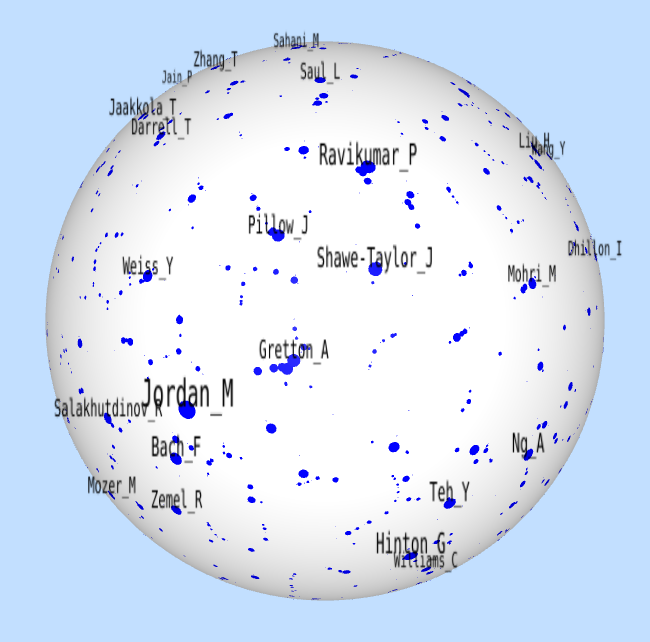 Sahani_M
Zhang_T
Saul_L
Jain_P
Jaakkola_T
Darrell_T
Liu_H
Wang_Y
Ravikumar_P
Pillow_J
Dhillon_I
Shawe-Taylor_J
Weiss_Y
Mohri_M
Gretton_A
Jordan_M
Salakhutdinov_R
Bach_F
Ng_A
Mozer_M
Teh_Y
Zemel_R
Hinton_G
Williams_C